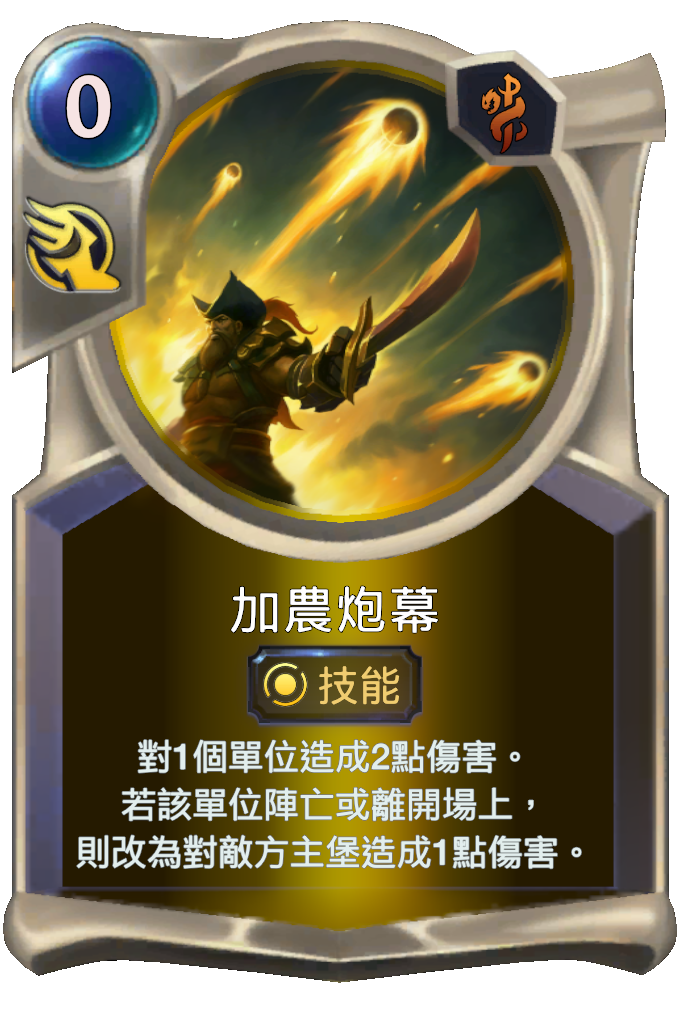 0
加農炮幕
技能
對1個單位造成2點傷害。
若該單位陣亡或離開場上，
則改為對敵方主堡造成1點傷害。